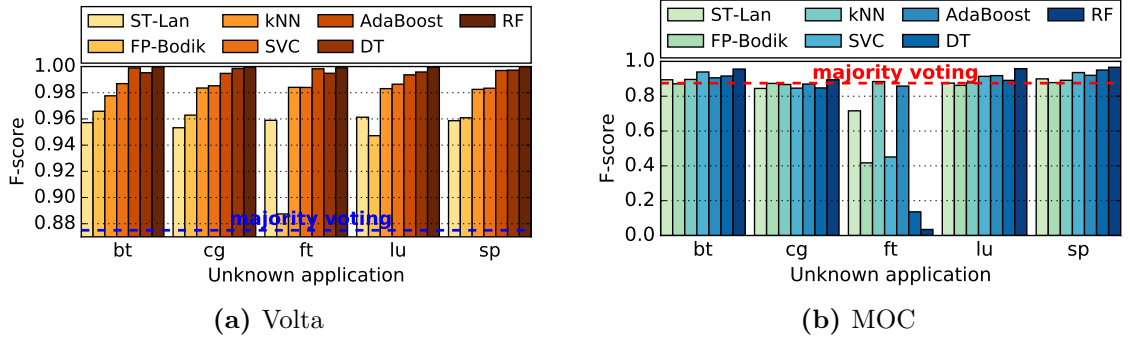 ST-Lan kNN AdaBoost RF
FP-Bodik SVC DT
1.00
0.98
0.96
0.94
0.92
0.90
0.88
F-score
majority voting
bt cg ft lu sp
Unknown application
(a) Volta
ST-Lan kNN AdaBoost RF
FP-Bodik SVC DT
1.0
0.8
0.6
0.4
0.2
0.0
F-score
majority voting
bt cg ft lu sp
Unknown application
(b) MOC